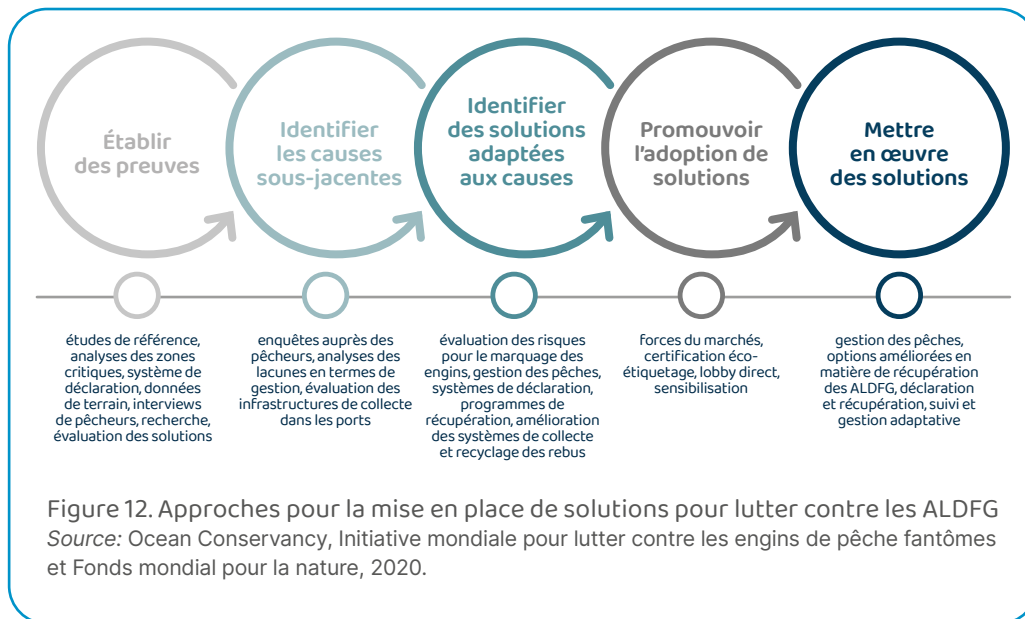 Établir
des preuves
Identifier
les causes
sous-jacentes
Identifier
des solutions
adaptées
aux causes
Promouvoir
l’adoption de
solutions
Mettre
en œuvre
des solutions
études de référence,
analyses des zones
critiques, système de
déclaration, données
de terrain, interviews
de pêcheurs, recherche,
évaluation des solutions
enquêtes auprès des
pêcheurs, analyses des
lacunes en termes de
gestion, évaluation des
infrastructures de collecte
dans les ports
évaluation des risques
pour le marquage des
engins, gestion des pêches,
systèmes de déclaration,
programmes de
récupération, amélioration
des systèmes de collecte
et recyclage des rebus
forces du marchés,
certification éco-
étiquetage, lobby direct,
sensibilisation
gestion des pêches,
options améliorées en
matière de récupération
des ALDFG, déclaration
et récupération, suivi et
gestion adaptative
Figure 12. Approches pour la mise en place de solutions pour lutter contre les ALDFG
Source: Ocean Conservancy, Initiative mondiale pour lutter contre les engins de pêche fantômes
et Fonds mondial pour la nature, 2020.